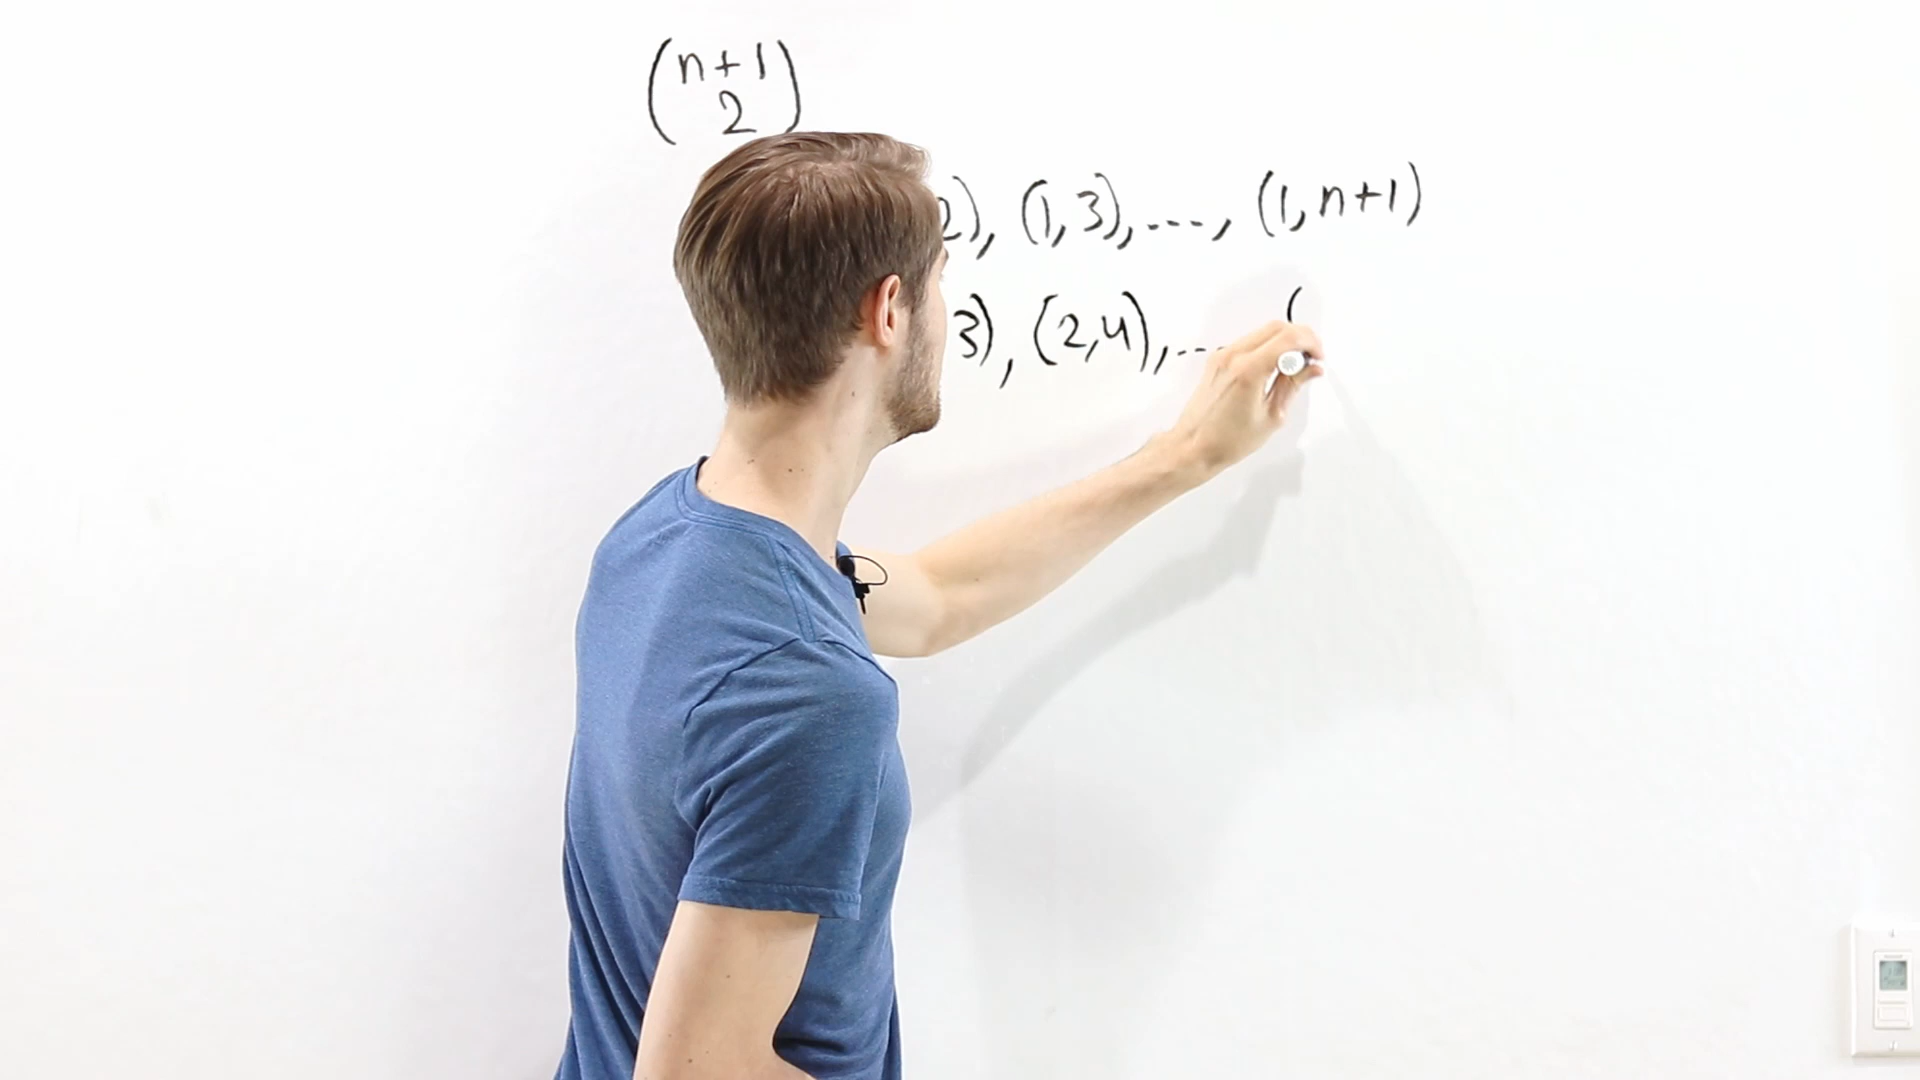 (n+1
2)
2), (1,3), ..., (1,n+1)
3), (2,4), ... (